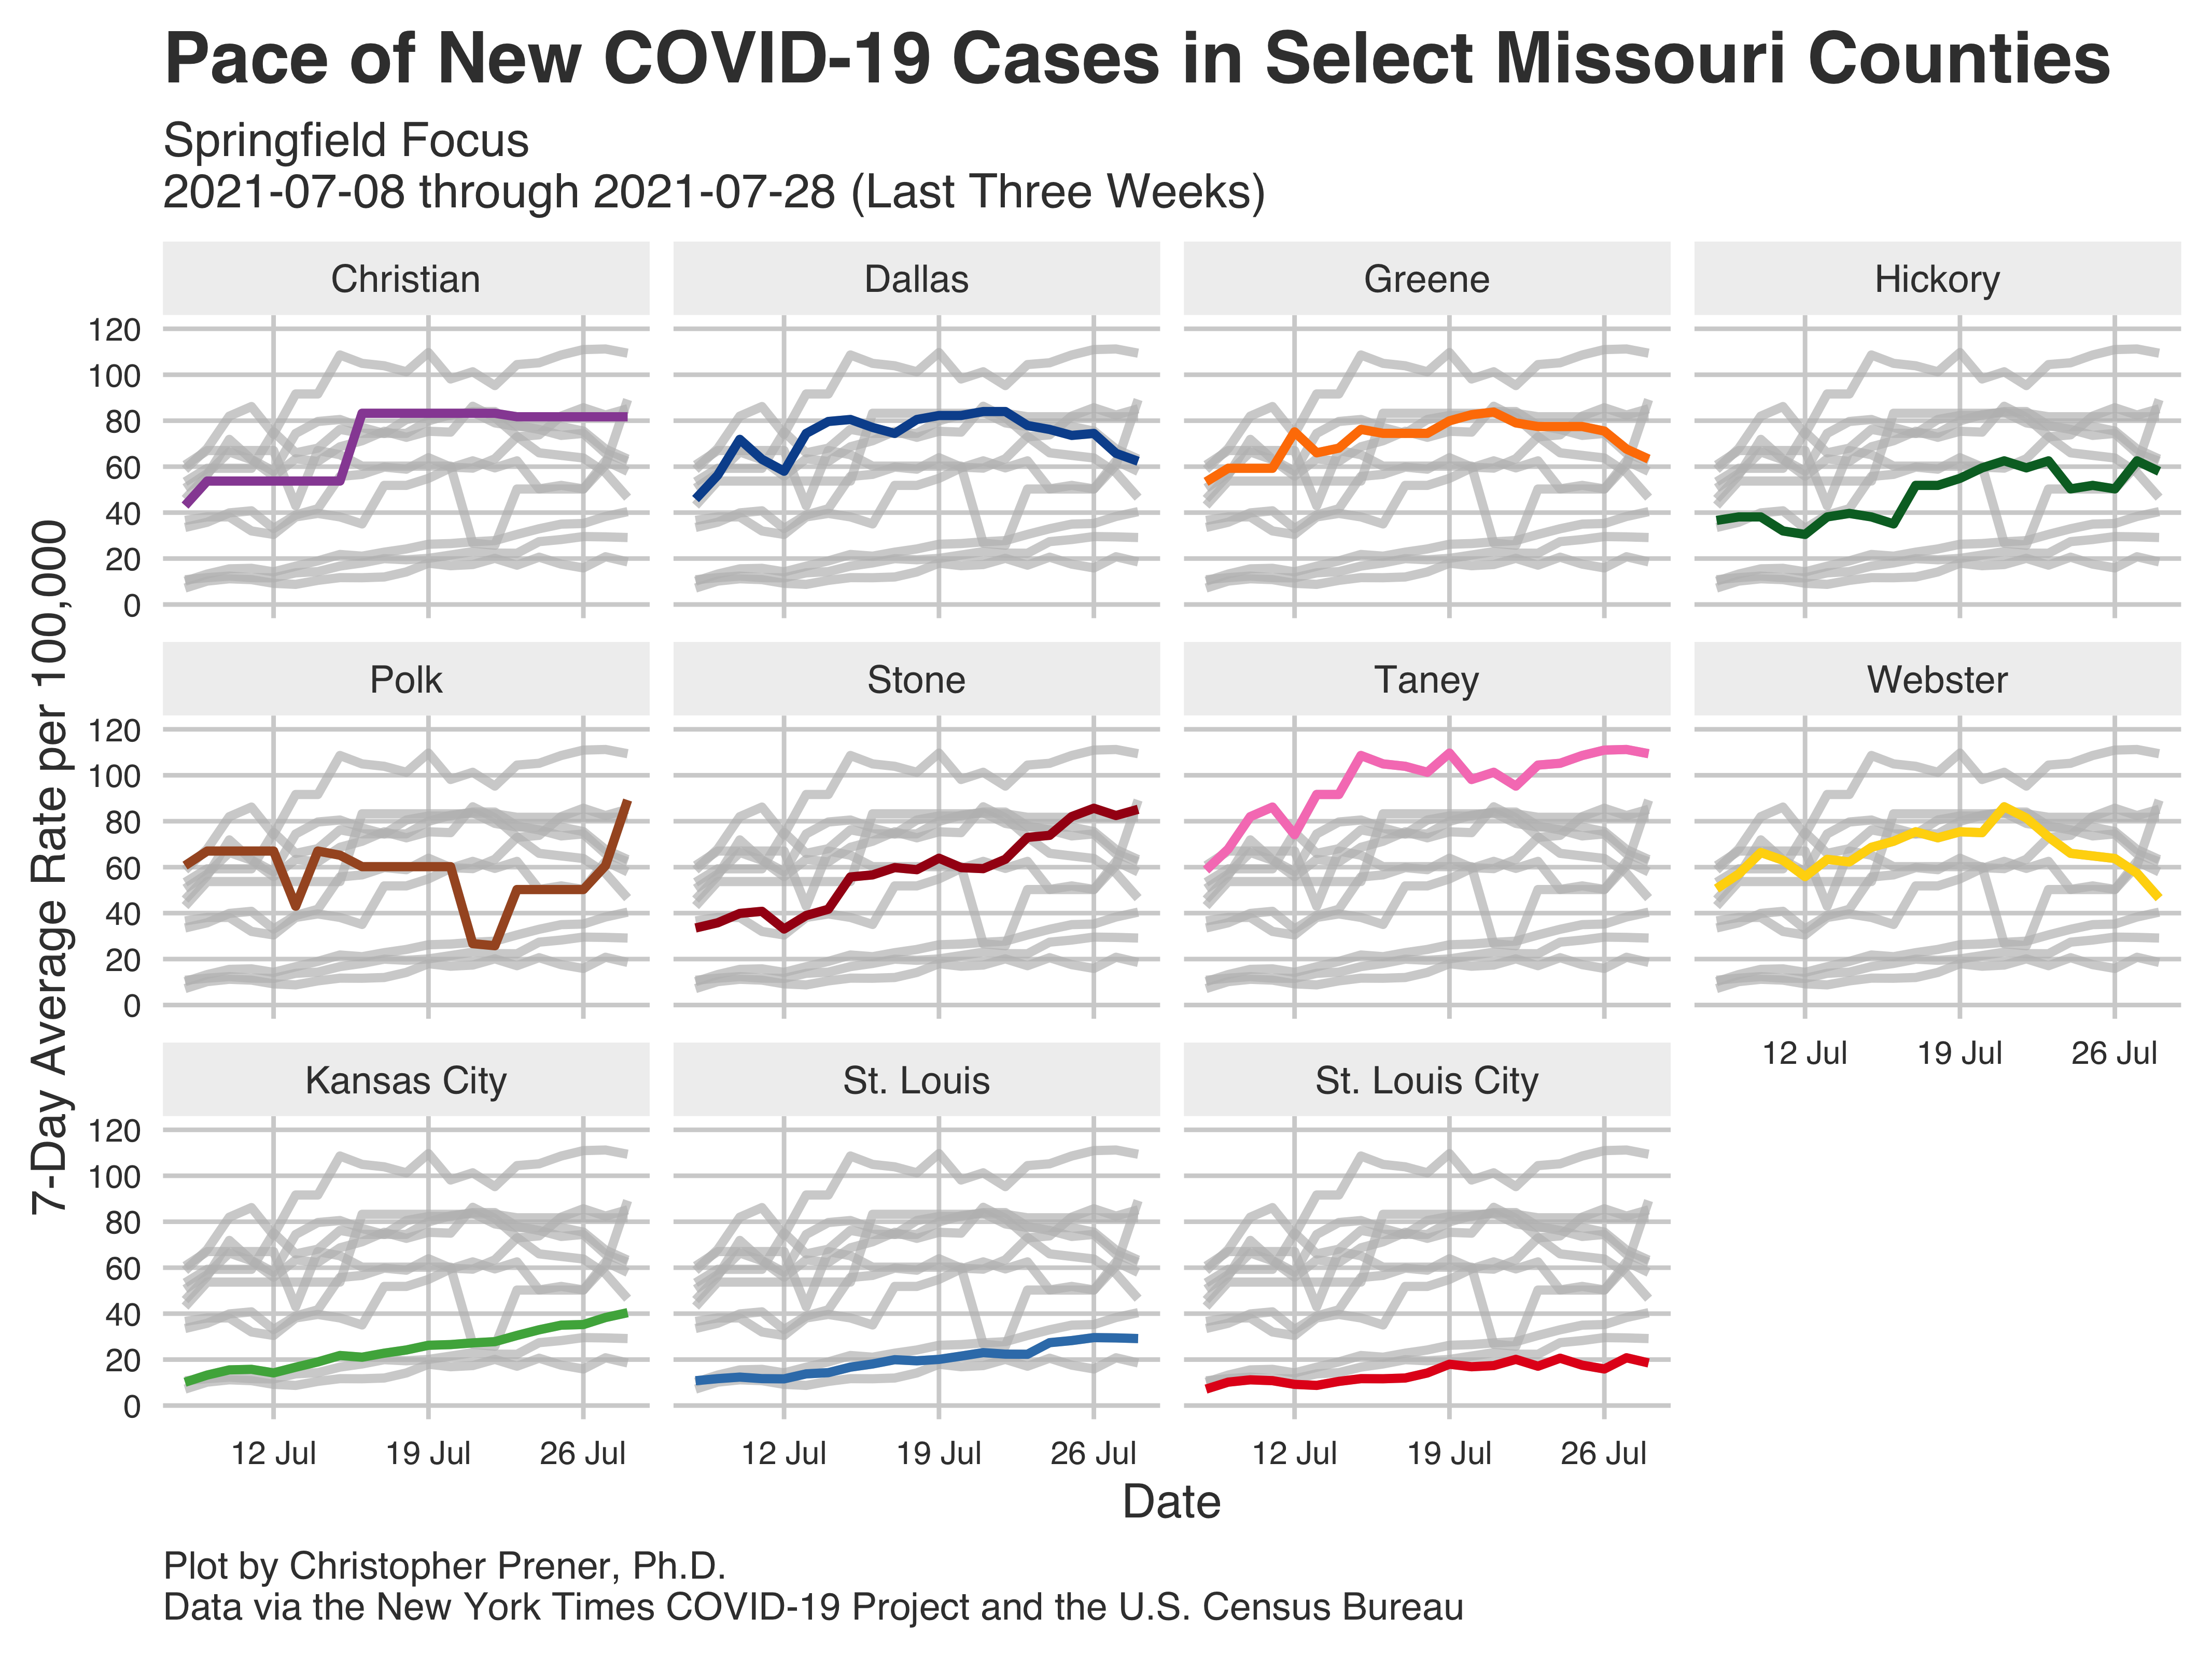 Pace of New COVID-19 Cases in Select Missouri Counties
Springfield Focus
2021-07-08 through 2021-07-28 (Last Three Weeks)
Christian
Dallas
Greene
Hickory
120
100
80
60
40
20
0
Polk
Stone
Taney
Webster
120
100
80
60
40
20
0
12 Jul
19 Jul
26 Jul
Kansas City
St. Louis
St. Louis City
120
100
80
60
40
20
0
12 Jul
19 Jul
26 Jul
12 Jul
19 Jul
26 Jul
12 Jul
19 Jul
26 Jul
7-Day Average Rate per 100,000
Date
Plot by Christopher Prener, Ph.D.
Data via the New York Times COVID-19 Project and the U.S. Census Bureau